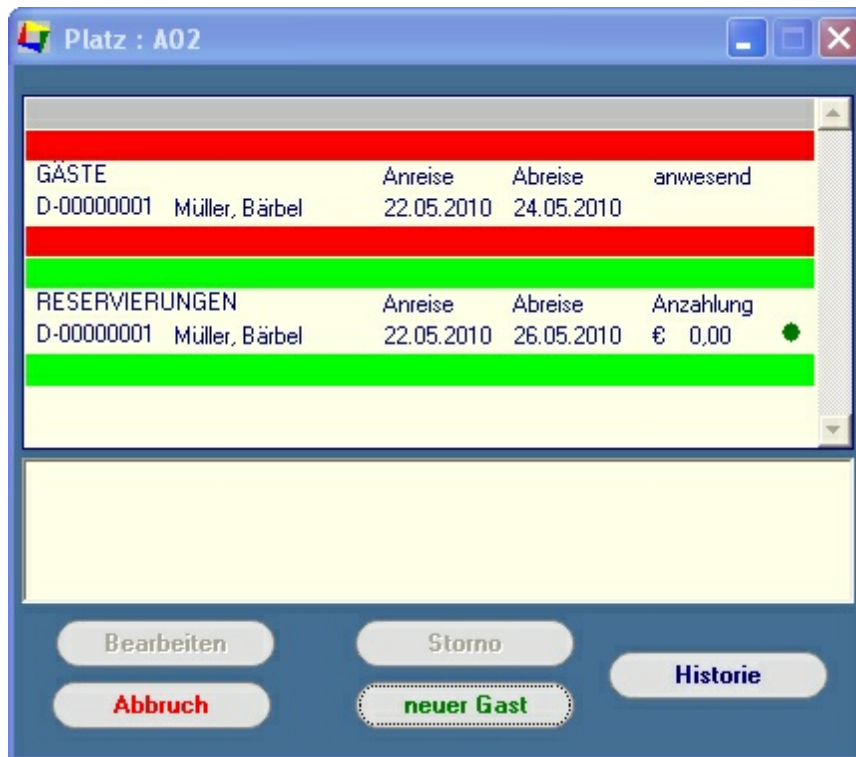 Platz : A02
GÄSTE Anreise Abreise anwesend
D-00000001 Müller, Bärbel 22.05.2010 24.05.2010
RESERVIERUNGEN Anreise Abreise Anzahlung
D-00000001 Müller, Bärbel 22.05.2010 26.05.2010 € 0,00
Bearbeiten Storno
Historie
Abbruch neuer Gast